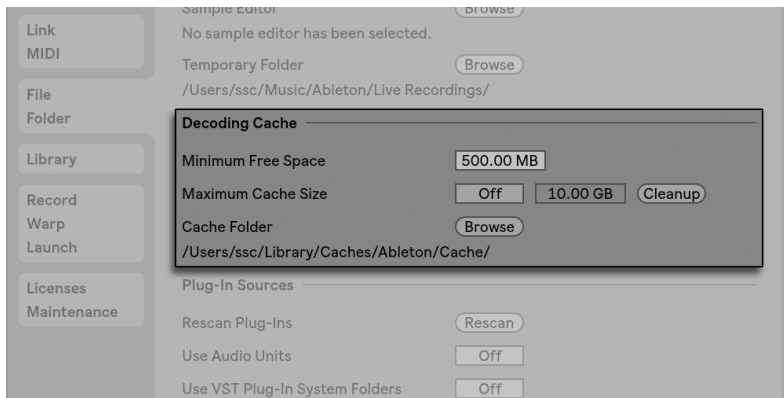 Link
MIDI
File
Folder
Library
Record
Warp
Launch
Licenses
Maintenance
Sample Editor Browse
No sample editor has been selected.
Temporary Folder Browse
/Users/ssc/Music/Ableton/Live Recordings/
Decoding Cache
Minimum Free Space 500.00 MB
Maximum Cache Size Off 10.00 GB Cleanup
Cache Folder Browse
/Users/ssc/Library/Caches/Ableton/Cache/
Plug-In Sources
Rescan Plug-Ins Rescan
Use Audio Units Off
Use VST Plug-In System Folders Off